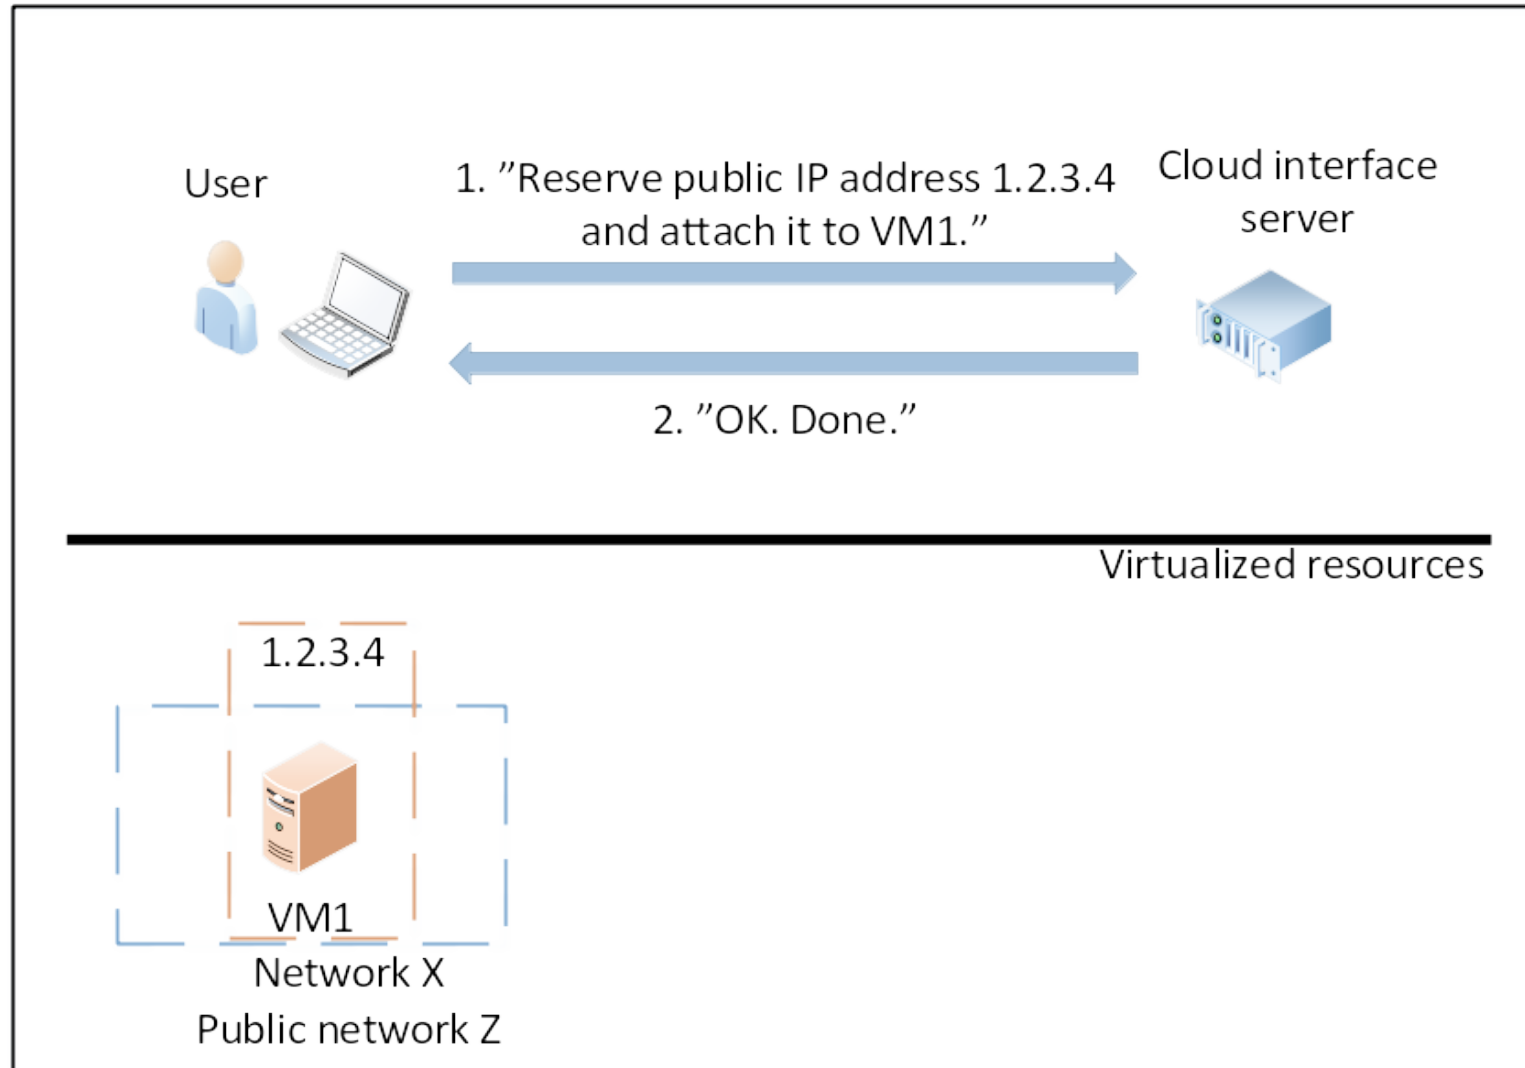 User
1. ”Reserve public IP address 1.2.3.4
and attach it to VM1.”
Cloud interface
server
2. ”OK. Done.”
Virtualized resources
1.2.3.4
VM1
Network X
Public network Z